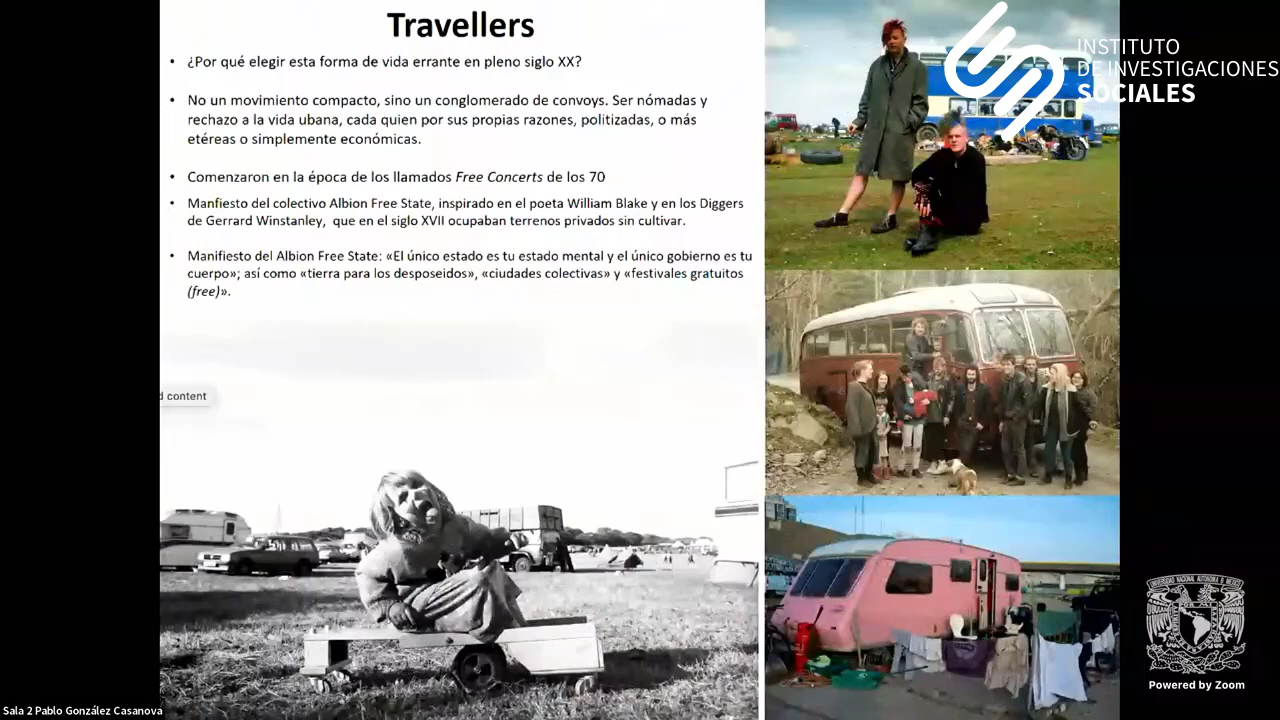 Travellers
• ¿Por qué elegir esta forma de vida errante en pleno siglo XX?
• No un movimiento compacto, sino un conglomerado de convoys. Ser nómadas y
rechazo a la vida ubana, cada quien por sus propias razones, politizadas, o más
etéreas o simplemente económicas.
• Comenzaron en la época de los llamados Free Concerts de los 70
• Manfiesto del colectivo Albion Free State, inspirado en el poeta William Blake y en los Diggers
de Gerrard Winstanley, que en el siglo XVII ocupaban terrenos privados sin cultivar.
• Manifiesto del Albion Free State: «El único estado es tu estado mental y el único gobierno es tu
cuerpo»; así como «tierra para los desposeidos», «ciudades colectivas» y «festivales gratuitos
(free)».
d content
INSTITUTO
DE INVESTIGACIONES
SOCIALES
UNIVERSIDAD NACIONAL AUTÓNOMA DE MÉXICO
Powered by Zoom
Sala 2 Pablo González Casanova